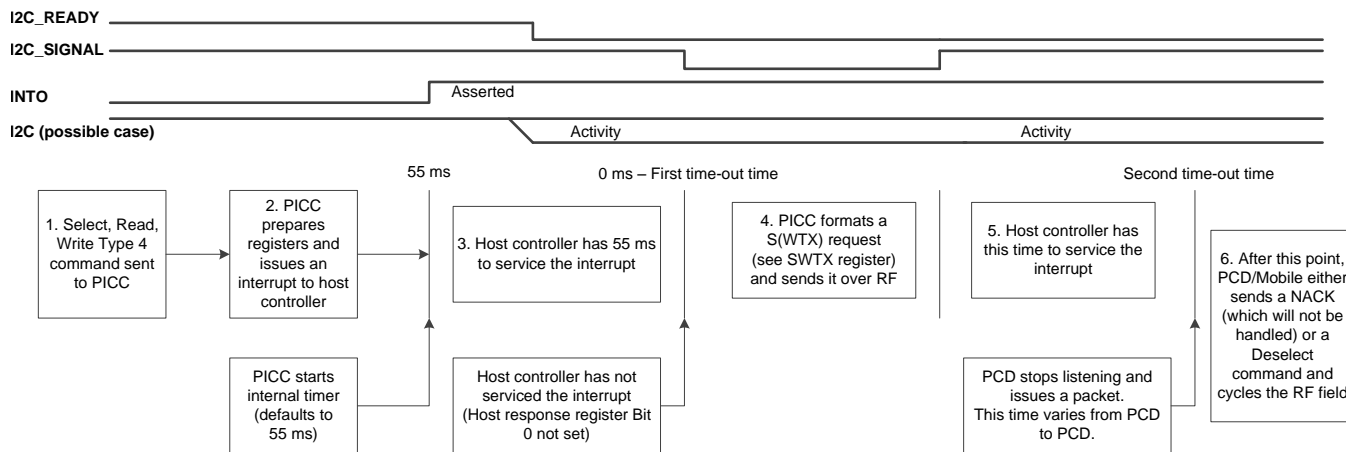 I2C_READY
I2C_SIGNAL
INTO
Asserted
I2C (possible case)
Activity
Activity
55 ms
0 ms – First time-out time
Second time-out time
1. Select, Read,
Write Type 4
command sent
to PICC
2. PICC
prepares
registers and
issues an
interrupt to host
controller
3. Host controller has 55 ms
to service the interrupt
4. PICC formats a
S(WTX) request
(see SWTX register)
and sends it over RF
5. Host controller has
this time to service the
interrupt
6. After this point,
PCD/Mobile either
sends a NACK
(which will not be
handled) or a
Deselect
command and
cycles the RF field
PICC starts
internal timer
(defaults to
55 ms)
Host controller has not
serviced the interrupt
(Host response register Bit
0 not set)
PCD stops listening and
issues a packet.
This time varies from PCD
to PCD.